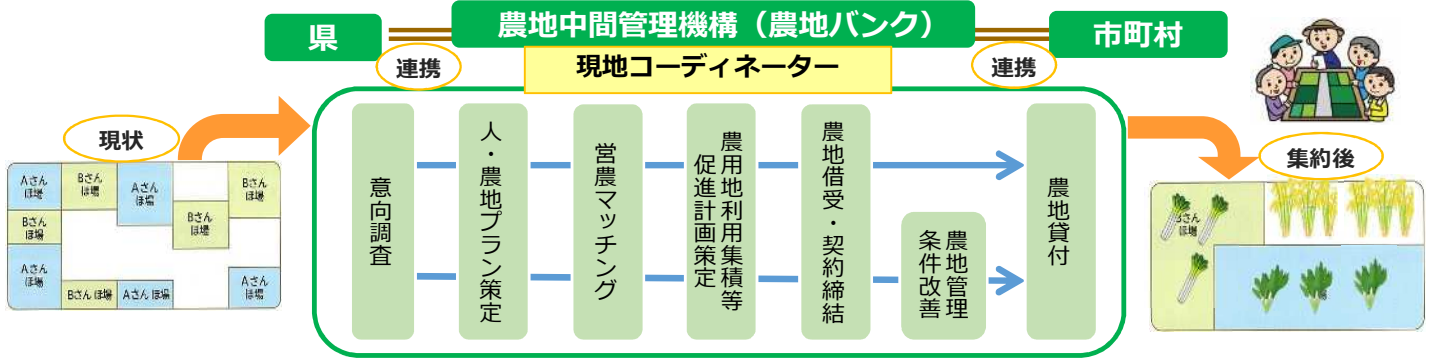 県
農地中間管理機構（農地バンク）
市町村
連携
現地コーディネーター
連携
現状
Aさん
ほ場
Bさん
ほ場
Aさん
ほ場
Bさん
ほ場
Bさん
ほ場
Bさん
ほ場
Aさん
ほ場
Bさん ほ場
Aさん ほ場
Aさん
ほ場
意向調査
人・農地プラン策定
営農マッチング
農用地利用集積等
促進計画策定
農地借受・契約締結
農地管理
条件改善
農地貸付
集約後
Bさん
ほ場